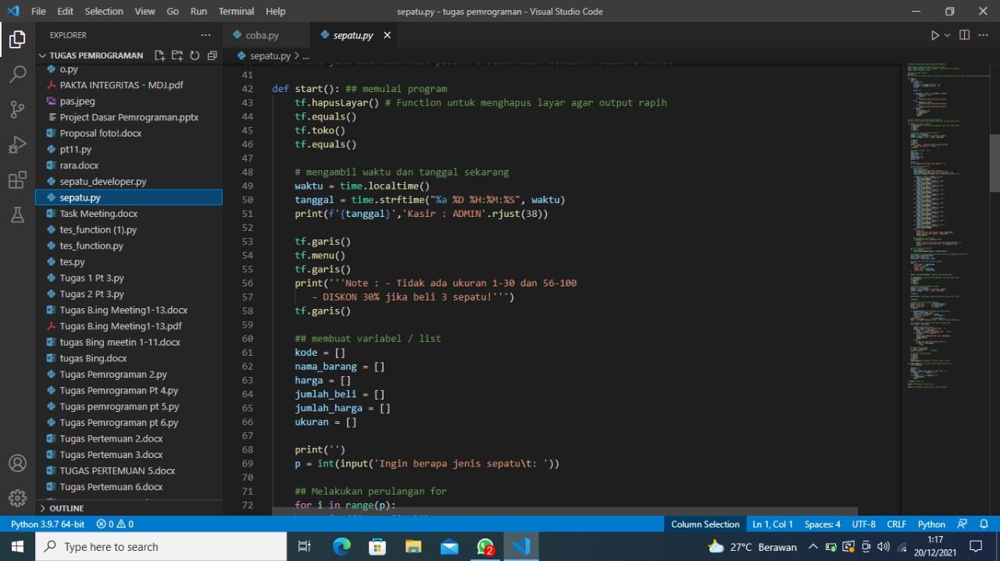 File Edit Selection View Go Run Terminal Help
sepatu.py - tugas pemrograman - Visual Studio Code
EXPLORER
coba.py
sepatu.py
TUGAS PEMROGRAMAN
sepatu.py > ...
o.py
PAKTA INTEGRITAS - MDJ.pdf
pas.jpeg
Project Dasar Pemrograman.pptx
Proposal foto!.docx
pt11.py
rara.docx
sepatu_developer.py
sepatu.py
Task Meeting.docx
tes_function (1).py
tes_function.py
tes.py
Tugas 1 Pt 3.py
Tugas 2 Pt 3.py
Tugas B.ing Meeting1-13.docx
Tugas B.ing Meeting1-13.pdf
tugas Bing meetin 1-11.docx
tugas Bing.docx
Tugas Pemrograman 2.py
Tugas Pemrograman Pt 4.py
Tugas pemrograman pt 5.py
Tugas Pemrograman pt 6.py
Tugas Pertemuan 2.docx
Tugas Pertemuan 3.docx
TUGAS PERTEMUAN 5.docx
Tugas Pertemuan 6.docx
OUTLINE
41
42 def start(): ## memulai program
43 tf.hapusLayar() # Function untuk menghapus layar agar output rapih
44 tf.equals()
45 tf.toko()
46 tf.equals()
47
48 # mengambil waktu dan tanggal sekarang
49 waktu = time.localtime()
50 tanggal = time.strftime("%a %D %H:%M:%S", waktu)
51 print(f'{tanggal}','Kasir : ADMIN'.rjust(38))
52
53 tf.garis()
54 tf.menu()
55 tf.garis()
56 print('''Note : - Tidak ada ukuran 1-30 dan 56-100
57 - DISKON 30% jika beli 3 sepatu!''')
58 tf.garis()
59
60 ## membuat variabel / list
61 kode = []
62 nama_barang = []
63 harga = []
64 jumlah_beli = []
65 jumlah_harga = []
66 ukuran = []
67
68 print('')
69 p = int(input('Ingin berapa jenis sepatu\t: '))
70
71 ## Melakukan perulangan for
72 for i in range(p):
Python 3.9.7 64-bit 0 0 Column Selection Ln 1, Col 1 Spaces: 4 UTF-8 CRLF Python
Type here to search
2
27°C Berawan
1:17
20/12/2021